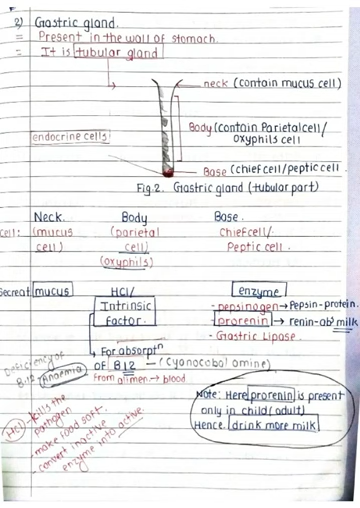 2) Gastric gland.
= Present in the wall of stomach.
= It is tubular gland
neck (contain mucus cell)
Body (contain Parietal cell/
oxyphils cell
endocrine cells
Base (chief cell/peptic cell
Fig.2. Gastric gland (tubular part)
Neck. Body Base.
cell: (mucus (parietal chief cell/
cell) cell) Peptic cell.
(oxyphils)
secreat mucus HCl/ enzyme
Intrinsic - pepsinogen → Pepsin-protein.
factor. - prorenin → renin-abᵗ milk
- Gastric Lipase.
For absorptⁿ
Deficiency of OF B12 - (Cyanocobol omine)
B.12 - Anaemia From alimen. → blood
HCl - kills the
pathogen
- make food soft.
- convert inactive
enzyme into active.
Note: Here prorenin is present
only in child (adult)
Hence drink more milk